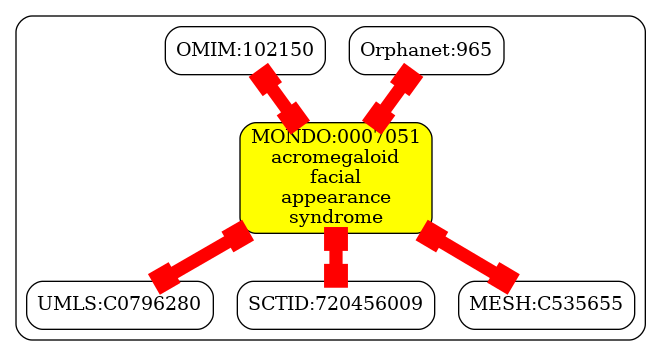 OMIM:102150
Orphanet:965
MONDO:0007051
acromegaloid
facial
appearance
syndrome
UMLS:C0796280
SCTID:720456009
MESH:C535655